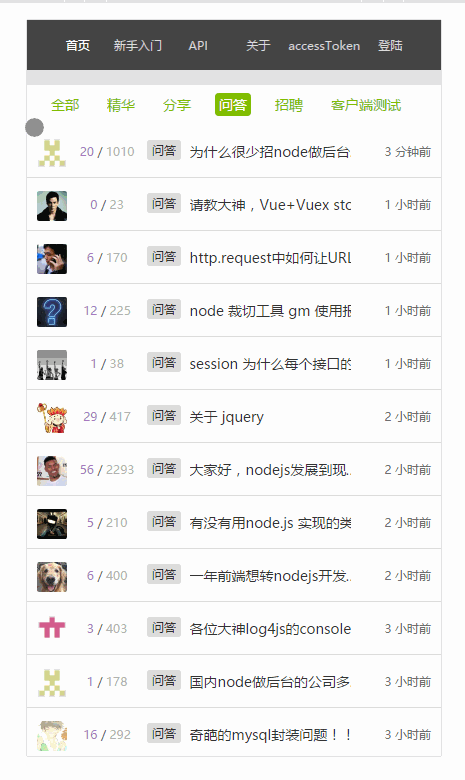 首页 新手入门 API 关于 accessToken 登陆
全部 精华 分享 问答 招聘 客户端测试
20 / 1010 问答 为什么很少招node做后台 3 分钟前
0 / 23 问答 请教大神，Vue+Vuex sto 1 小时前
6 / 170 问答 http.request中如何让URL 1 小时前
12 / 225 问答 node 裁切工具 gm 使用报 1 小时前
1 / 38 问答 session 为什么每个接口的 1 小时前
29 / 417 问答 关于 jquery 2 小时前
56 / 2293 问答 大家好，nodejs发展到现... 2 小时前
5 / 210 问答 有没有用node.js 实现的类 2 小时前
6 / 400 问答 一年前端想转nodejs开发... 2 小时前
3 / 403 问答 各位大神log4js的console 3 小时前
1 / 178 问答 国内node做后台的公司多 3 小时前
16 / 292 问答 奇葩的mysql封装问题！！ 3 小时前